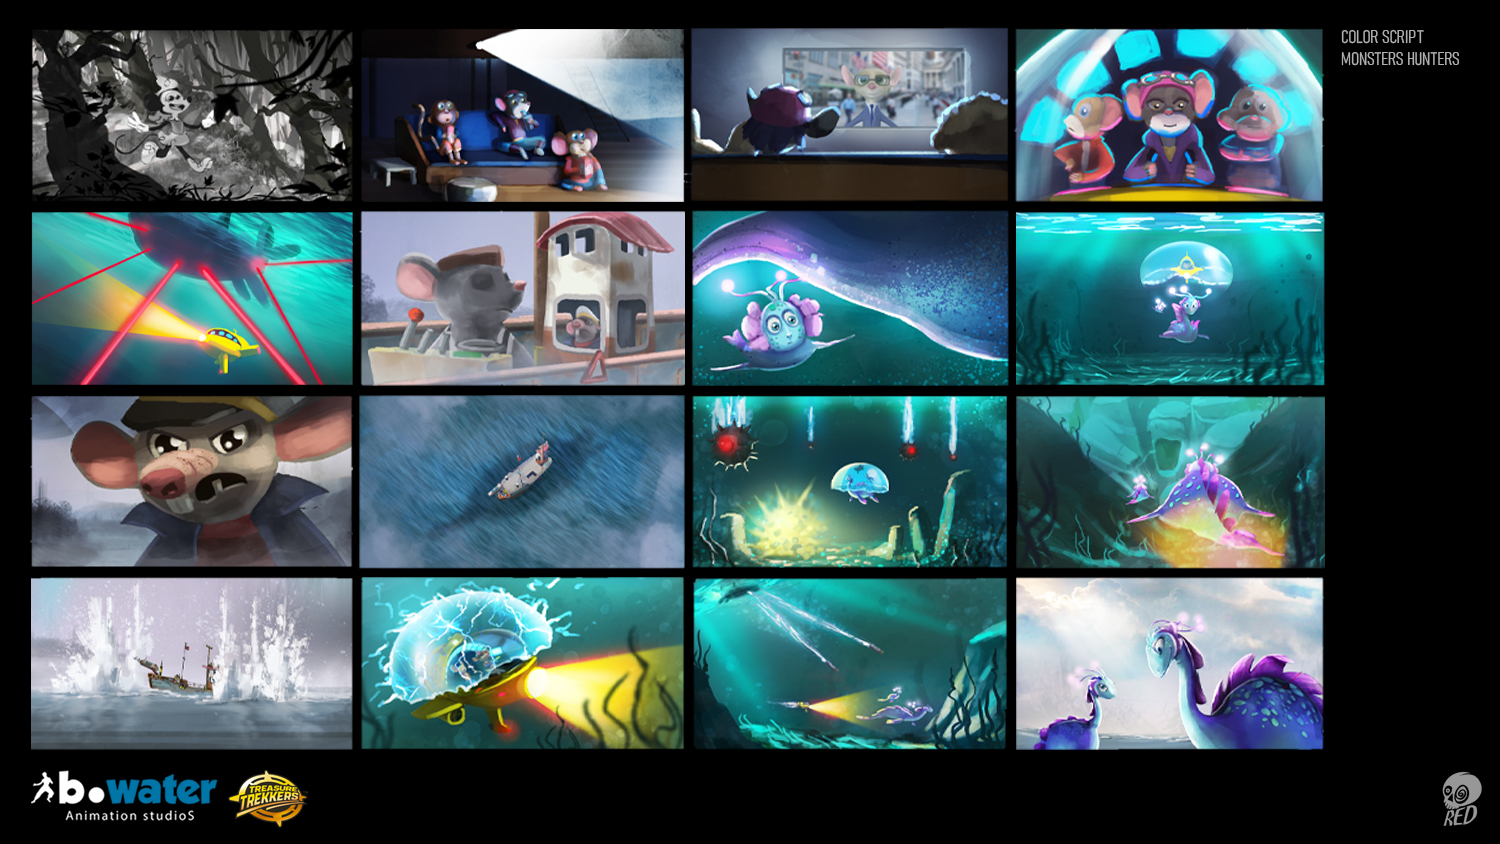 COLOR SCRIPT
MONSTERS HUNTERS
b.water
Animation studioS
TREASURE
TREKKERS
RED